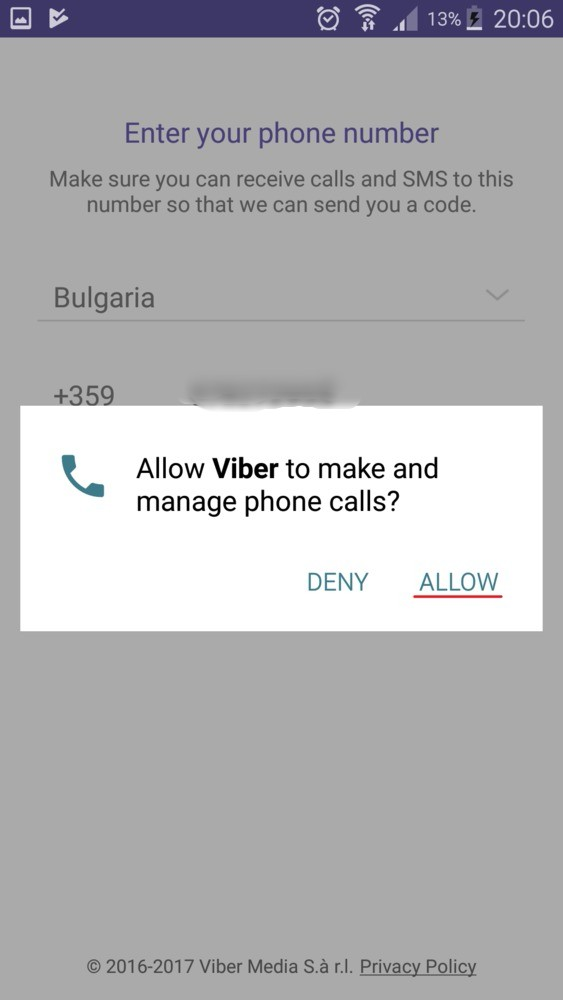 13% 20:06
Enter your phone number
Make sure you can receive calls and SMS to this
number so that we can send you a code.
Bulgaria
+359
Allow Viber to make and
manage phone calls?
DENY ALLOW
© 2016-2017 Viber Media S.à r.l. Privacy Policy